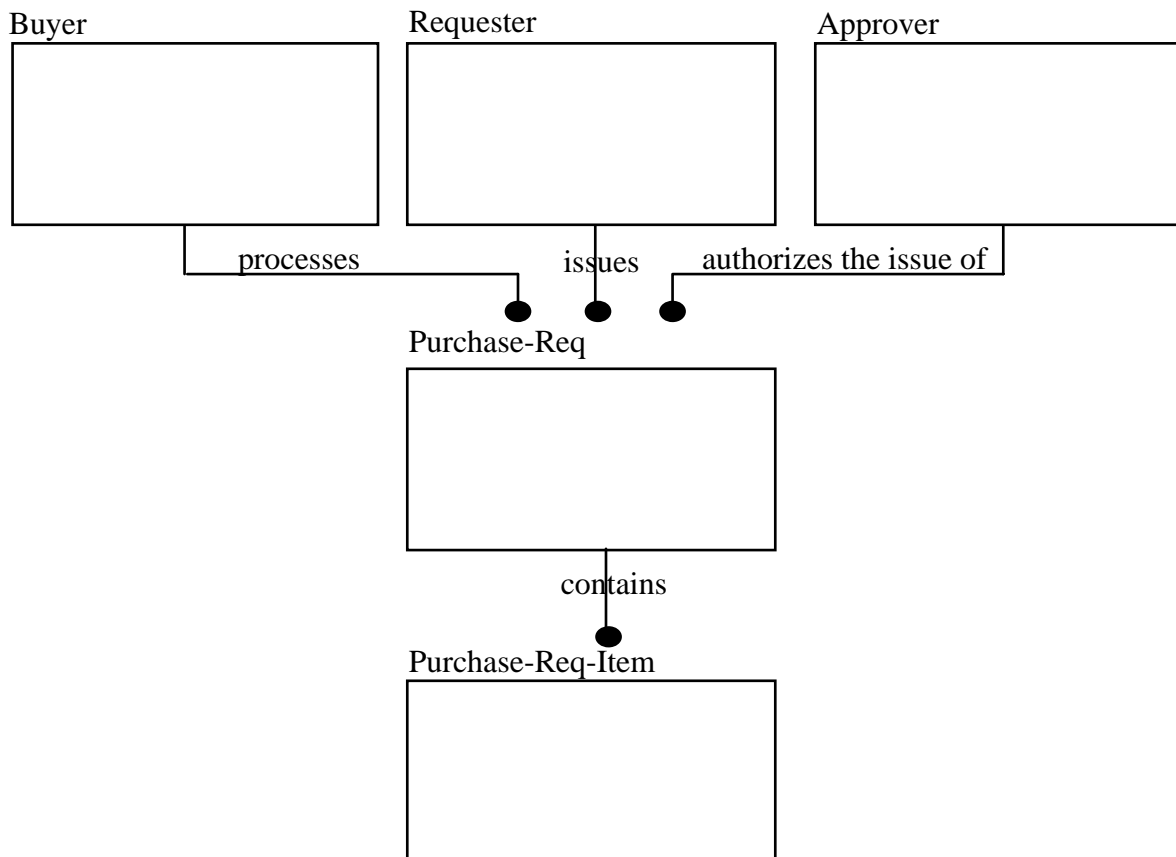 Buyer
Requester
Approver
processes
issues
authorizes the issue of
Purchase-Req
contains
Purchase-Req-Item